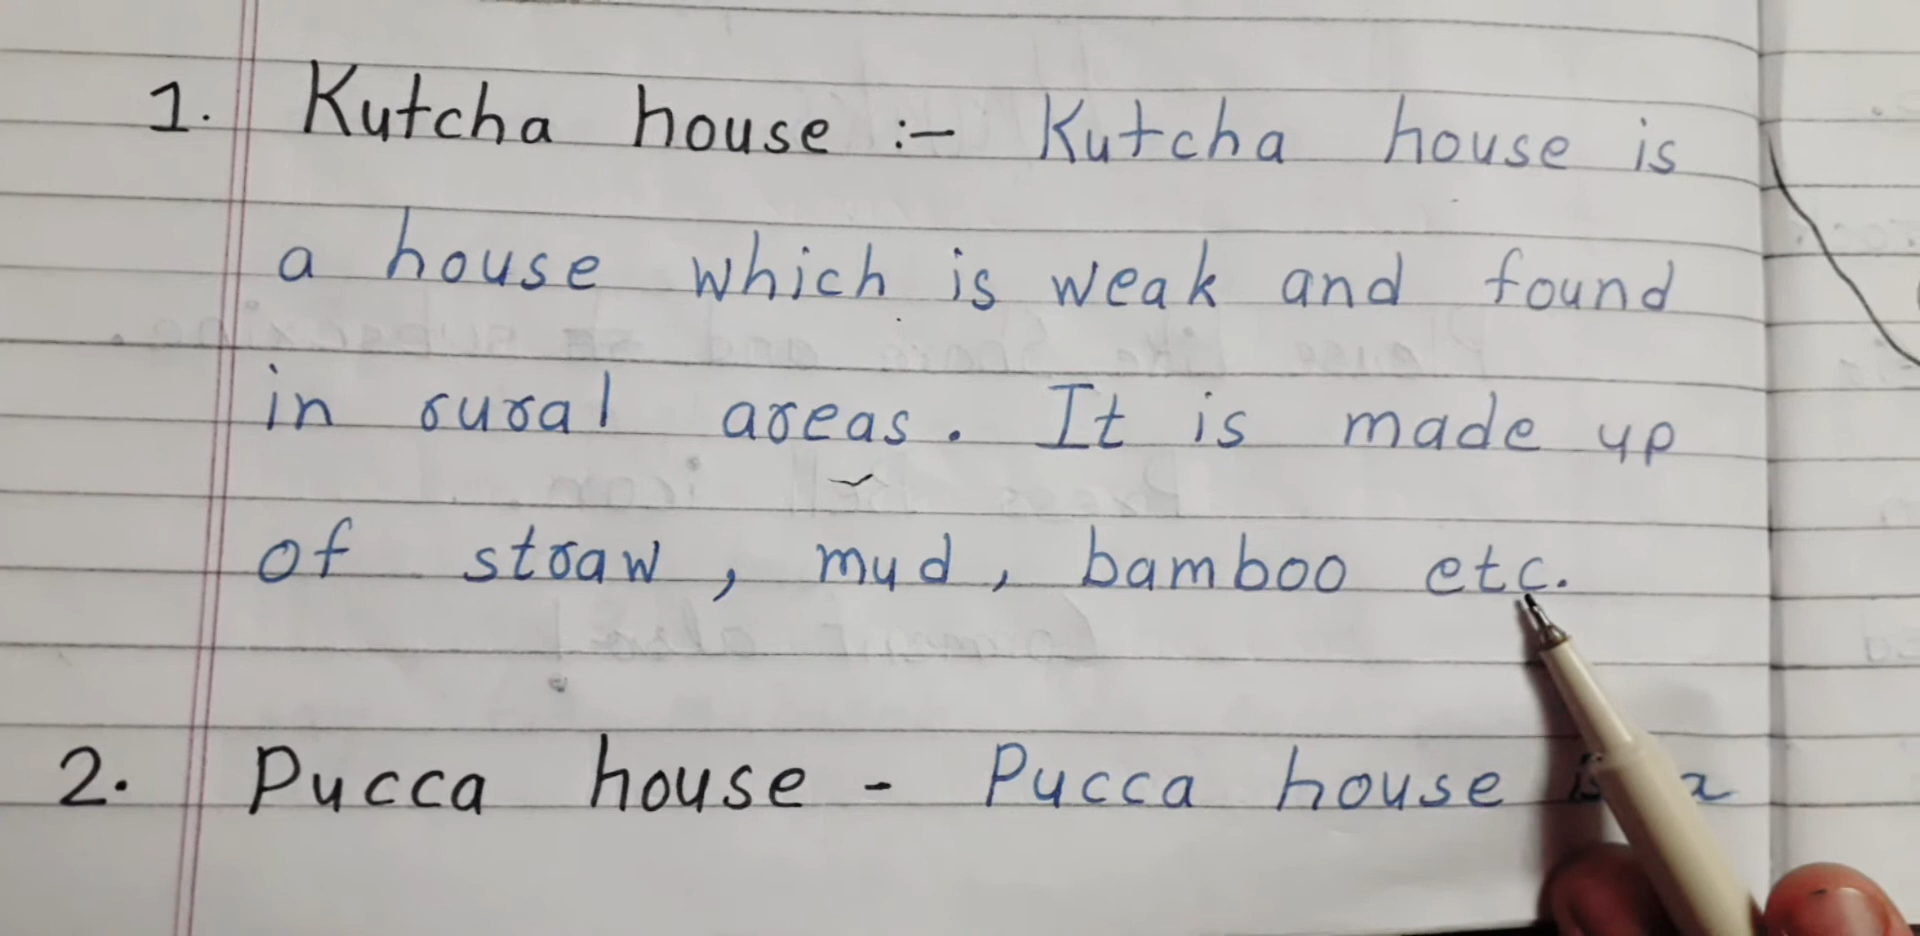 1. Kutcha house :- Kutcha house is
a house which is weak and found
in rural areas. It is made up
of straw, mud, bamboo etc.
2. Pucca house - Pucca house is a